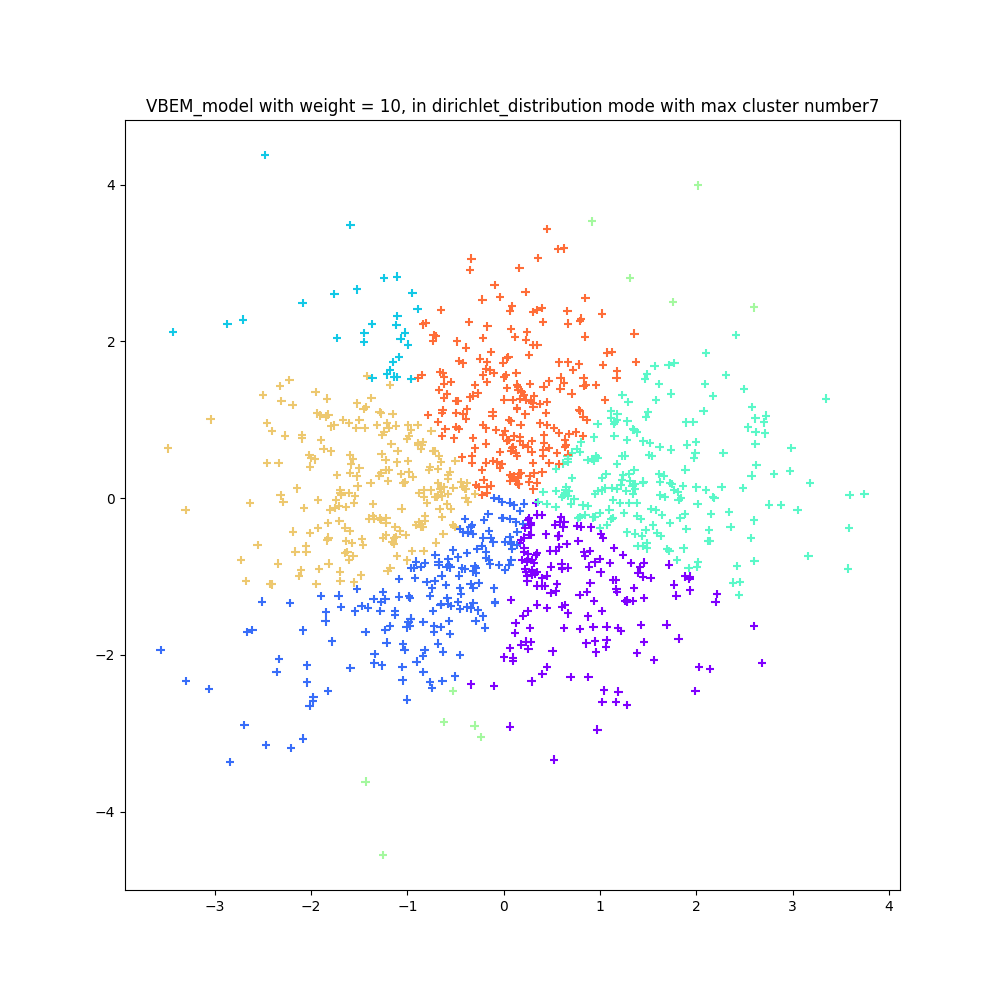 VBEM_model with weight = 10, in dirichlet_distribution mode with max cluster number7
4
2
0
−2
−4
−3 −2 −1 0 1 2 3 4